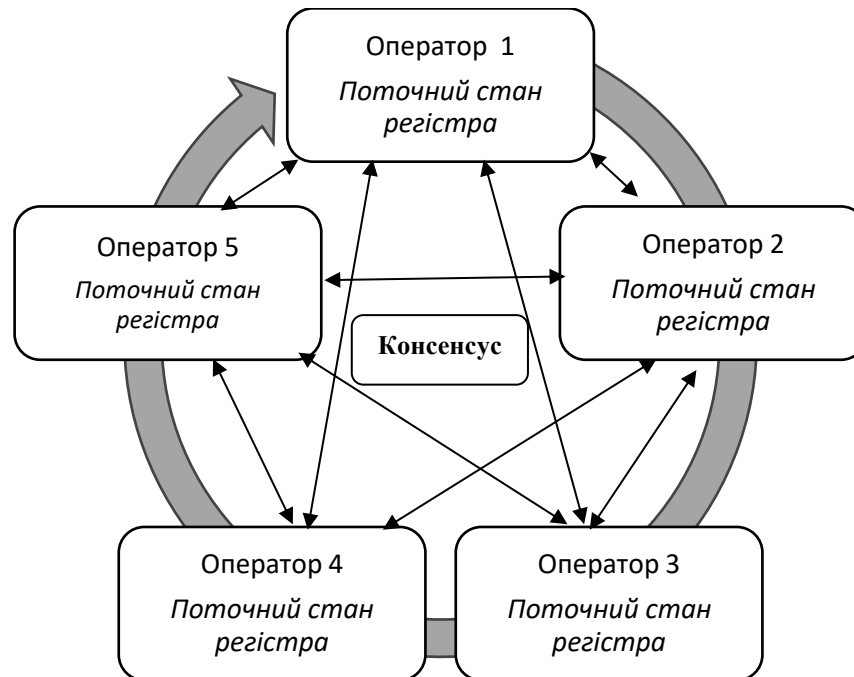 Оператор 1
Поточний стан
регістра
Оператор 5
Поточний стан
регістра
Оператор 2
Поточний стан
регістра
Консенсус
Оператор 4
Поточний стан
регістра
Оператор 3
Поточний стан
регістра